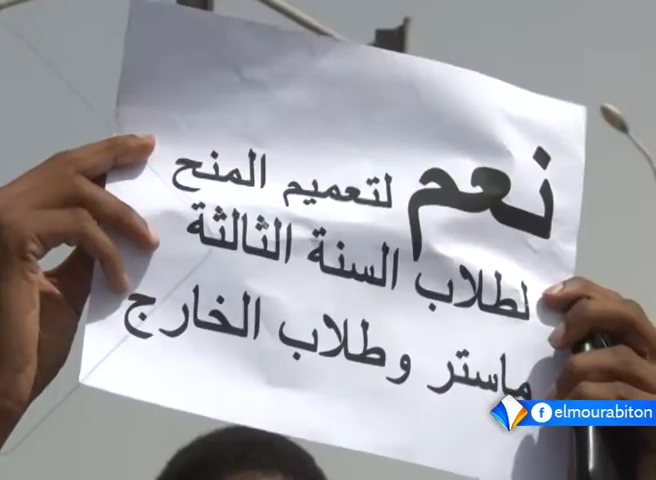 نعم لتعميم المنح
لطلاب السنة الثالثة
ماستر وطلاب الخارج
elmourabiton